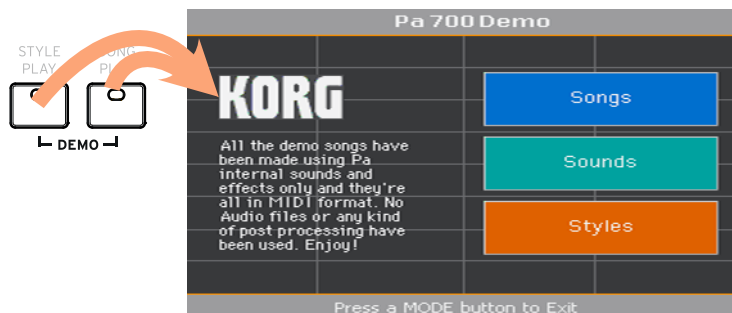 STYLE
PLAY
DEMO
Pa 700 Demo
KORG
All the demo songs have
been made using Pa
internal sounds and
effects only and they're
all in MIDI format. No
Audio files or any kind
of post processing have
been used. Enjoy!
Songs
Sounds
Styles
Press a MODE button to Exit